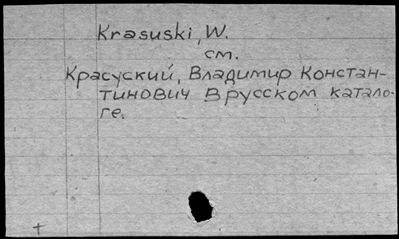 Krasuski, W.
см.
Красуский, Владимир Констан-
тинович в русском катало-
ге.